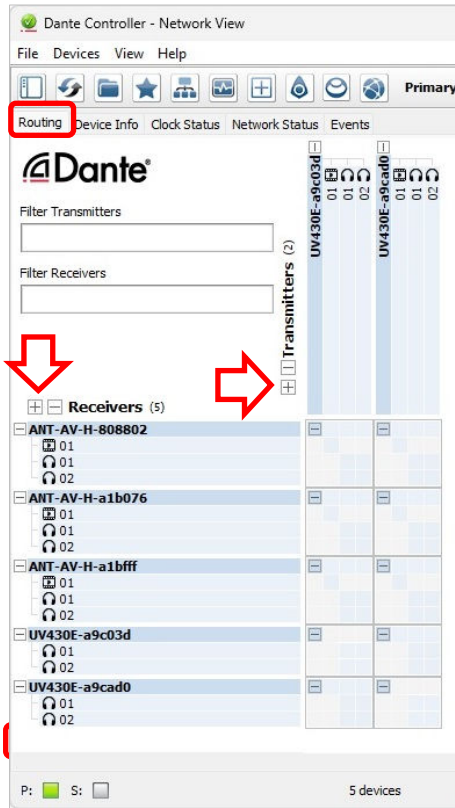 Dante Controller - Network View
File Devices View Help
Primary
Routing Device Info Clock Status Network Status Events
Dante®
Filter Transmitters
Filter Receivers
Transmitters (2)
UV430E-a9c03d
01
01
02
UV430E-a9cad0
01
01
02
Receivers (5)
ANT-AV-H-808802
01
01
02
ANT-AV-H-a1b076
01
01
02
ANT-AV-H-a1bfff
01
01
02
UV430E-a9c03d
01
02
UV430E-a9cad0
01
02
P: S: 5 devices